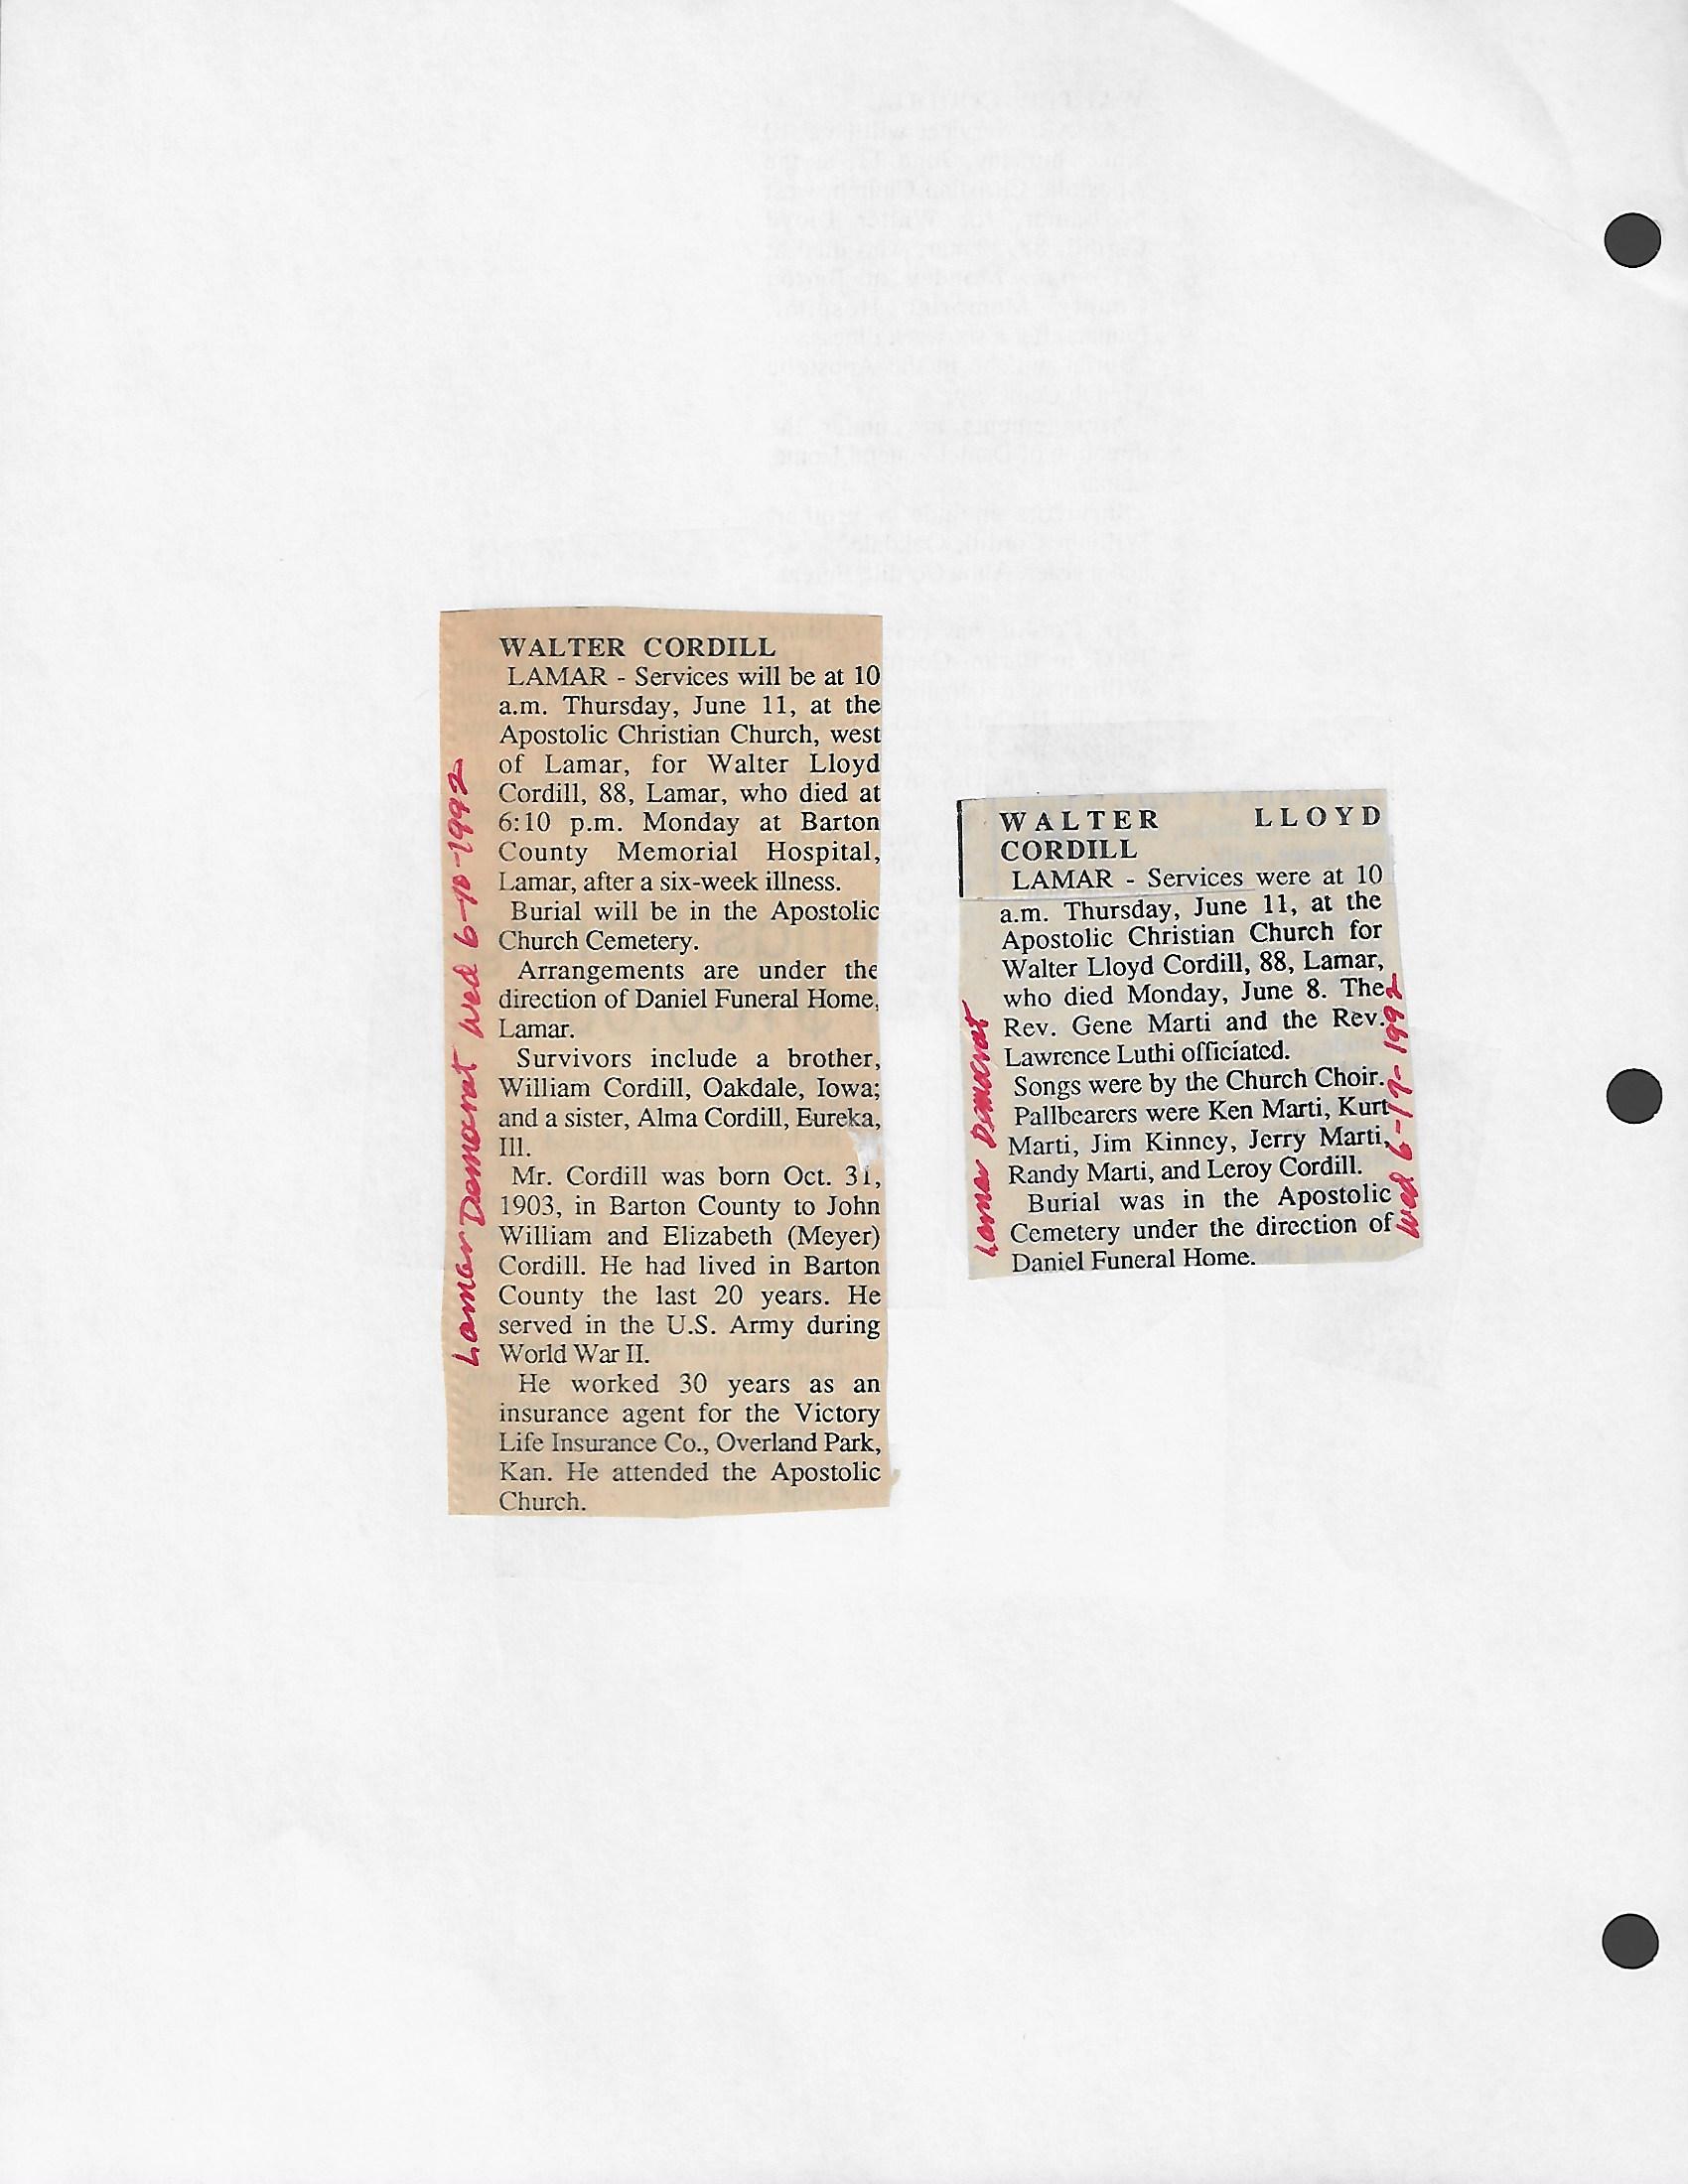 WALTER CORDILL
LAMAR - Services will be at 10
a.m. Thursday, June 11, at the
Apostolic Christian Church, west
of Lamar, for Walter Lloyd
Cordill, 88, Lamar, who died at
6:10 p.m. Monday at Barton
County Memorial Hospital,
Lamar, after a six-week illness.
Burial will be in the Apostolic
Church Cemetery.
Arrangements are under the
direction of Daniel Funeral Home,
Lamar.
Survivors include a brother,
William Cordill, Oakdale, Iowa;
and a sister, Alma Cordill, Eureka,
Ill.
Mr. Cordill was born Oct. 31,
1903, in Barton County to John
William and Elizabeth (Meyer)
Cordill. He had lived in Barton
County the last 20 years. He
served in the U.S. Army during
World War II.
He worked 30 years as an
insurance agent for the Victory
Life Insurance Co., Overland Park,
Kan. He attended the Apostolic
Church.
Lamar Democrat Wed 6-10-1992
WALTER LLOYD
CORDILL
LAMAR - Services were at 10
a.m. Thursday, June 11, at the
Apostolic Christian Church for
Walter Lloyd Cordill, 88, Lamar,
who died Monday, June 8. The
Rev. Gene Marti and the Rev.
Lawrence Luthi officiated.
Songs were by the Church Choir.
Pallbearers were Ken Marti, Kurt
Marti, Jim Kinney, Jerry Marti,
Randy Marti, and Leroy Cordill.
Burial was in the Apostolic
Cemetery under the direction of
Daniel Funeral Home.
Lamar Democrat
Wed 6-17-1992